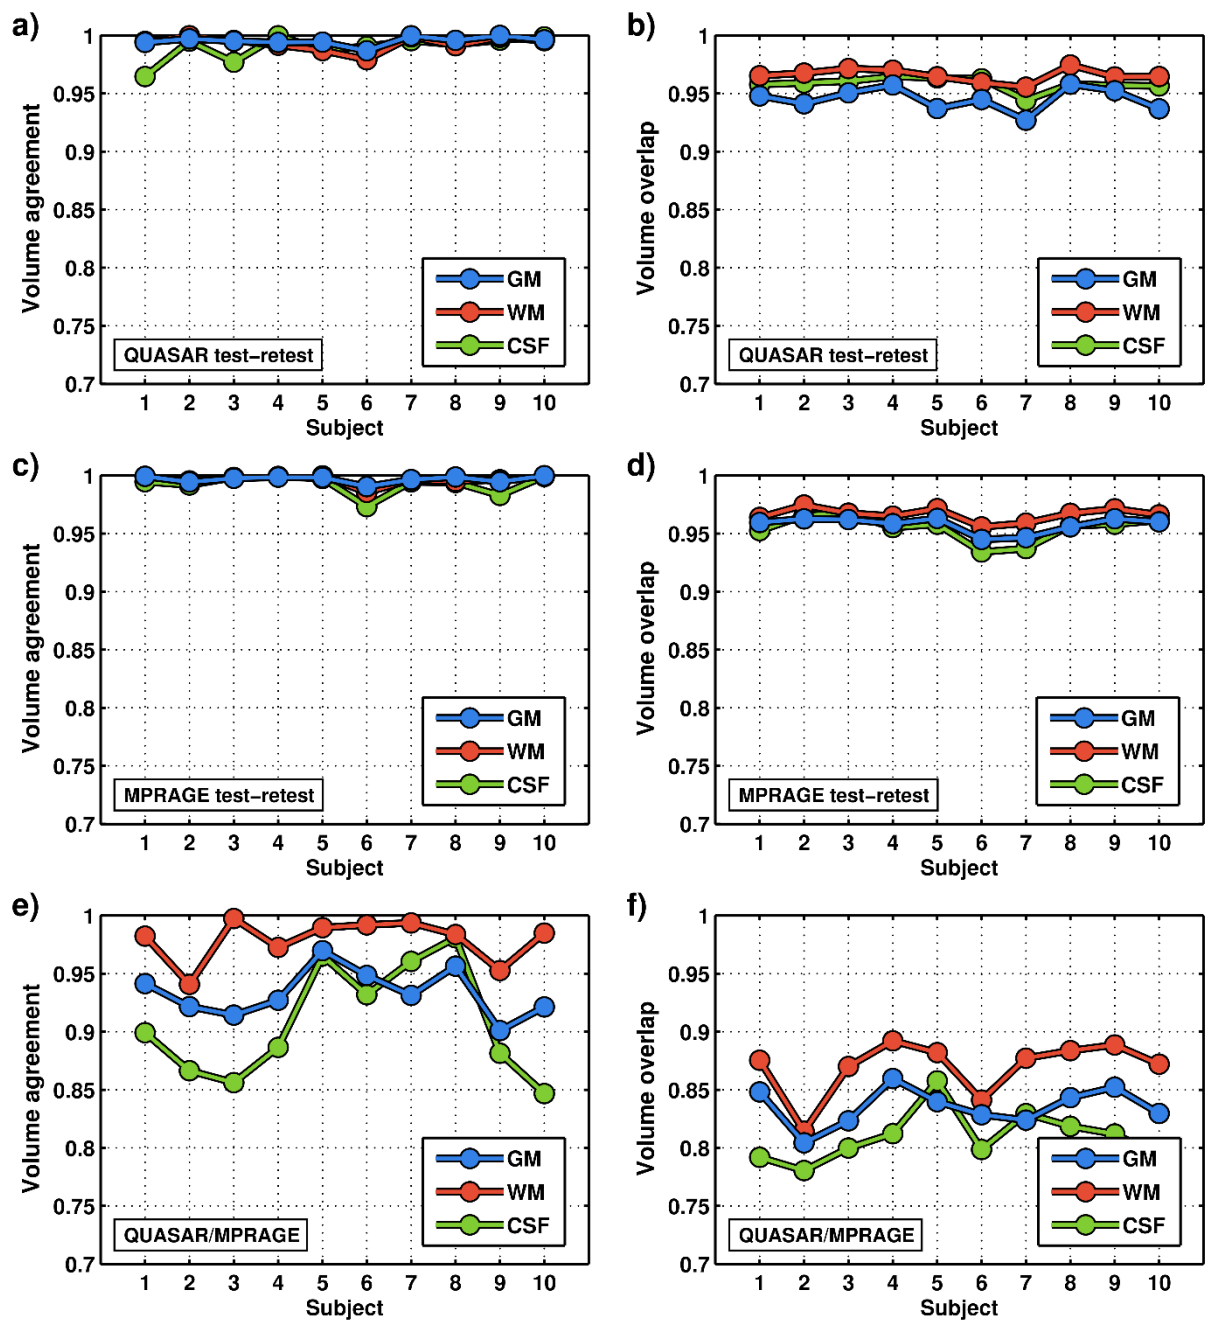 a)
1
0.95
0.9
0.85
0.8
0.75
0.7
Volume agreement
GM
WM
CSF
QUASAR test−retest
1 2 3 4 5 6 7 8 9 10
Subject
b)
1
0.95
0.9
0.85
0.8
0.75
0.7
Volume overlap
GM
WM
CSF
QUASAR test−retest
1 2 3 4 5 6 7 8 9 10
Subject
c)
1
0.95
0.9
0.85
0.8
0.75
0.7
Volume agreement
GM
WM
CSF
MPRAGE test−retest
1 2 3 4 5 6 7 8 9 10
Subject
d)
1
0.95
0.9
0.85
0.8
0.75
0.7
Volume overlap
GM
WM
CSF
MPRAGE test−retest
1 2 3 4 5 6 7 8 9 10
Subject
e)
1
0.95
0.9
0.85
0.8
0.75
0.7
Volume agreement
GM
WM
CSF
QUASAR/MPRAGE
1 2 3 4 5 6 7 8 9 10
Subject
f)
1
0.95
0.9
0.85
0.8
0.75
0.7
Volume overlap
GM
WM
CSF
QUASAR/MPRAGE
1 2 3 4 5 6 7 8 9 10
Subject